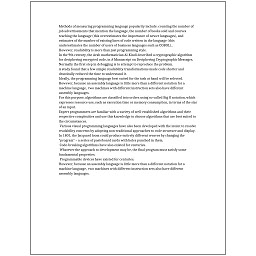 Methods of measuring programming language popularity include: counting the number of
job advertisements that mention the language, the number of books sold and courses
teaching the language (this overestimates the importance of newer languages), and
estimates of the number of existing lines of code written in the language (this
underestimates the number of users of business languages such as COBOL).
However, readability is more than just programming style.
In the 9th century, the Arab mathematician Al-Kindi described a cryptographic algorithm
for deciphering encrypted code, in A Manuscript on Deciphering Cryptographic Messages.
Normally the first step in debugging is to attempt to reproduce the problem.
A study found that a few simple readability transformations made code shorter and
drastically reduced the time to understand it.
Ideally, the programming language best suited for the task at hand will be selected.
However, because an assembly language is little more than a different notation for a
machine language, two machines with different instruction sets also have different
assembly languages.
For this purpose, algorithms are classified into orders using so-called Big O notation, which
expresses resource use, such as execution time or memory consumption, in terms of the size
of an input.
Expert programmers are familiar with a variety of well-established algorithms and their
respective complexities and use this knowledge to choose algorithms that are best suited to
the circumstances.
Various visual programming languages have also been developed with the intent to resolve
readability concerns by adopting non-traditional approaches to code structure and display.
In 1801, the Jacquard loom could produce entirely different weaves by changing the
"program" - a series of pasteboard cards with holes punched in them.
Code-breaking algorithms have also existed for centuries.
Whatever the approach to development may be, the final program must satisfy some
fundamental properties.
Programmable devices have existed for centuries.
However, because an assembly language is little more than a different notation for a
machine language, two machines with different instruction sets also have different
assembly languages.